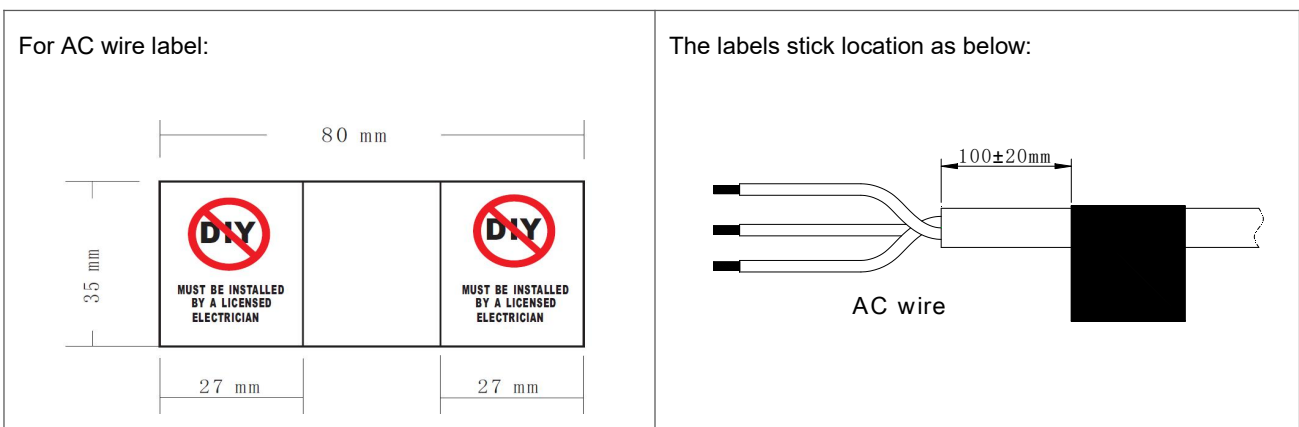 For AC wire label:
80 mm
35 mm
DIY
MUST BE INSTALLED
BY A LICENSED
ELECTRICIAN
DIY
MUST BE INSTALLED
BY A LICENSED
ELECTRICIAN
27 mm
27 mm
The labels stick location as below:
100±20mm
AC wire